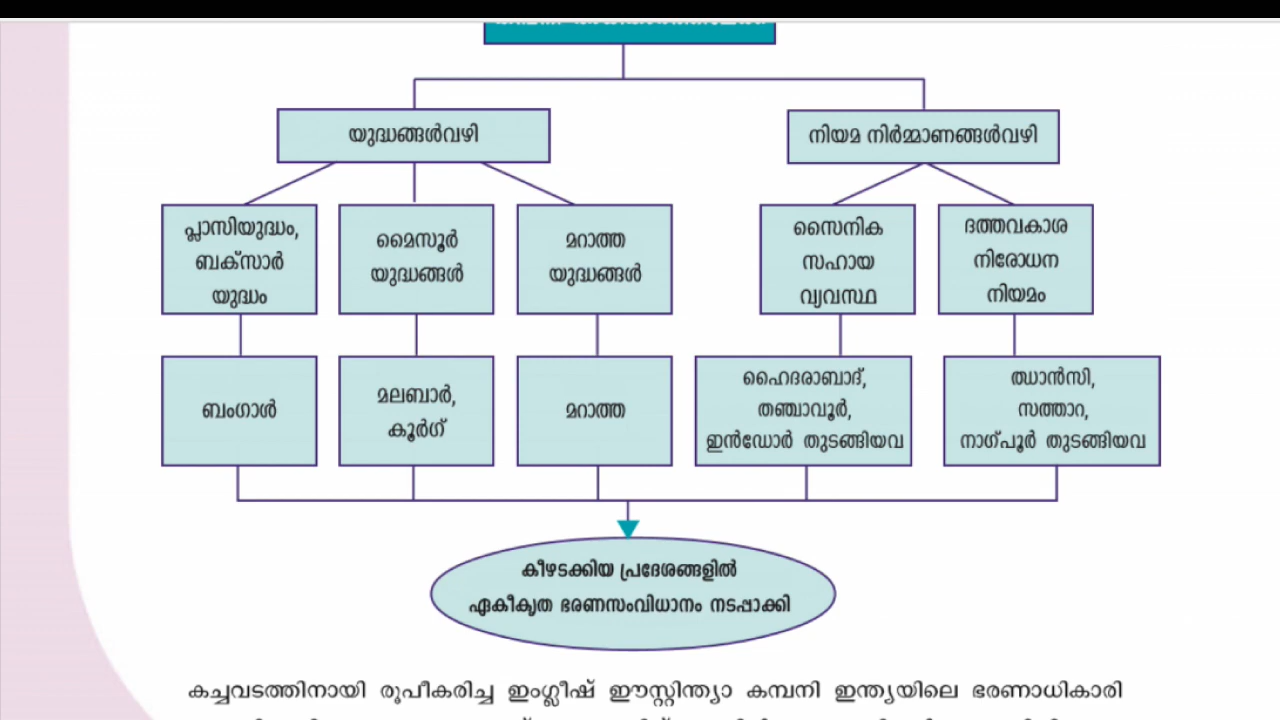 യുദ്ധങ്ങൾവഴി
നിയമ നിർമ്മാണങ്ങൾവഴി
പ്ലാസിയുദ്ധം,
ബക്സാർ
യുദ്ധം
മൈസൂർ
യുദ്ധങ്ങൾ
മറാത്ത
യുദ്ധങ്ങൾ
സൈനിക
സഹായ
വ്യവസ്ഥ
ദത്തവകാശ
നിരോധന
നിയമം
ബംഗാൾ
മലബാർ,
കൂർഗ്
മറാത്ത
ഹൈദരാബാദ്,
തഞ്ചാവൂർ,
ഇൻഡോർ തുടങ്ങിയവ
ഝാൻസി,
സത്താറ,
നാഗ്പൂർ തുടങ്ങിയവ
കീഴടക്കിയ പ്രദേശങ്ങളിൽ
ഏകീകൃത ഭരണസംവിധാനം നടപ്പാക്കി
കച്ചവടത്തിനായി രൂപീകരിച്ച ഇംഗ്ലീഷ് ഈസ്റ്റിന്ത്യാ കമ്പനി ഇന്ത്യയിലെ ഭരണാധികാരി